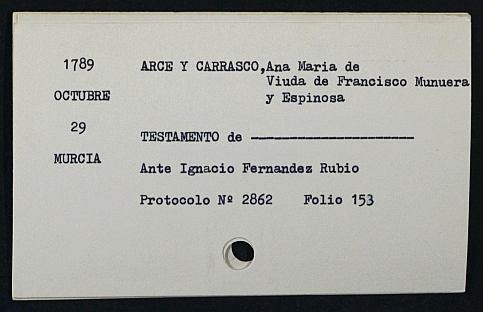 1789 ARCE Y CARRASCO,Ana Maria de
Viuda de Francisco Munuera
OCTUBRE y Espinosa
29
TESTAMENTO de ----------------------
MURCIA
Ante Ignacio Fernandez Rubio
Protocolo Nº 2862 Folio 153